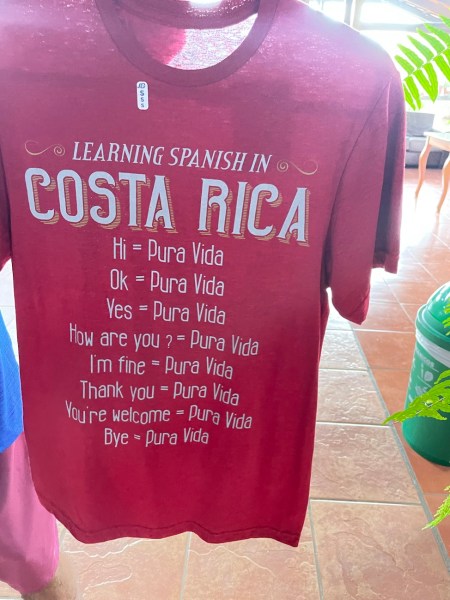 LEARNING SPANISH IN
COSTA RICA
Hi = Pura Vida
Ok = Pura Vida
Yes = Pura Vida
How are you ? = Pura Vida
I'm fine = Pura Vida
Thank you = Pura Vida
You're welcome = Pura Vida
Bye = Pura Vida